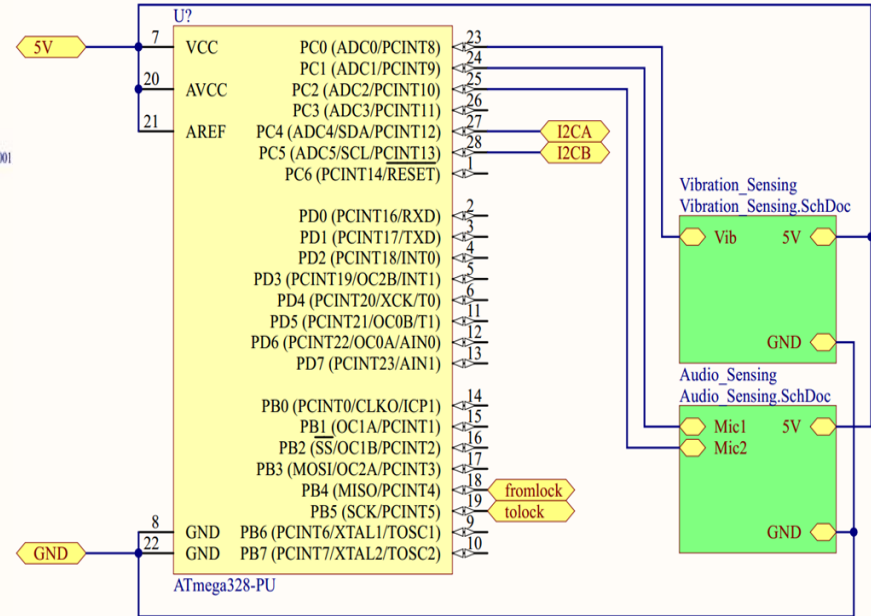 U?
5V
7 VCC
20 AVCC
21 AREF
8 GND
22 GND
GND
PC0 (ADC0/PCINT8) 23
PC1 (ADC1/PCINT9) 24
PC2 (ADC2/PCINT10) 25
PC3 (ADC3/PCINT11) 26
PC4 (ADC4/SDA/PCINT12) 27 I2CA
PC5 (ADC5/SCL/PCINT13) 28 I2CB
PC6 (PCINT14/RESET) 1
PD0 (PCINT16/RXD) 2
PD1 (PCINT17/TXD) 3
PD2 (PCINT18/INT0) 4
PD3 (PCINT19/OC2B/INT1) 5
PD4 (PCINT20/XCK/T0) 6
PD5 (PCINT21/OC0B/T1) 11
PD6 (PCINT22/OC0A/AIN0) 12
PD7 (PCINT23/AIN1) 13
PB0 (PCINT0/CLKO/ICP1) 14
PB1 (OC1A/PCINT1) 15
PB2 (SS/OC1B/PCINT2) 16
PB3 (MOSI/OC2A/PCINT3) 17
PB4 (MISO/PCINT4) 18 fromlock
PB5 (SCK/PCINT5) 19 tolock
PB6 (PCINT6/XTAL1/TOSC1) 9
PB7 (PCINT7/XTAL2/TOSC2) 10
ATmega328-PU
Vibration_Sensing
Vibration_Sensing.SchDoc
Vib 5V
GND
Audio_Sensing
Audio_Sensing.SchDoc
Mic1 5V
Mic2
GND